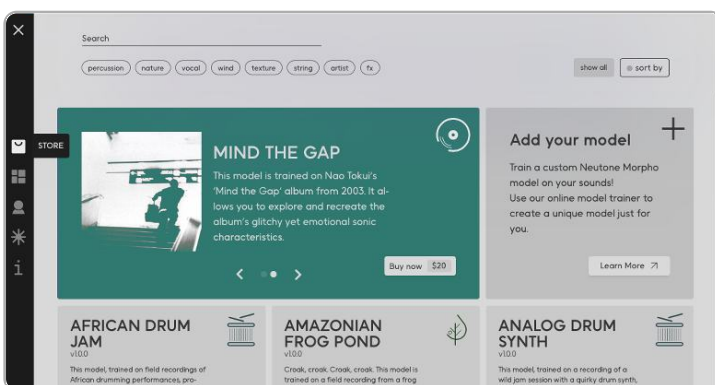 Search
percussion nature vocal wind texture string artist fx
show all sort by
STORE
MIND THE GAP
This model is trained on Nao Tokui's
'Mind the Gap' album from 2003. It al-
lows you to explore and recreate the
album's glitchy yet emotional sonic
characteristics.
Buy now $20
Add your model
Train a custom Neutone Morpho
model on your sounds!
Use our online model trainer to
create a unique model just for
you.
Learn More
AFRICAN DRUM
JAM
v1.0.0
This model, trained on field recordings of
African drumming performances, pro-
AMAZONIAN
FROG POND
v1.0.0
Croak, croak. Croak, croak. This model is
trained on a field recording from a frog
ANALOG DRUM
SYNTH
v1.0.0
This model, trained on a recording of a
wild jam session with a quirky drum synth,